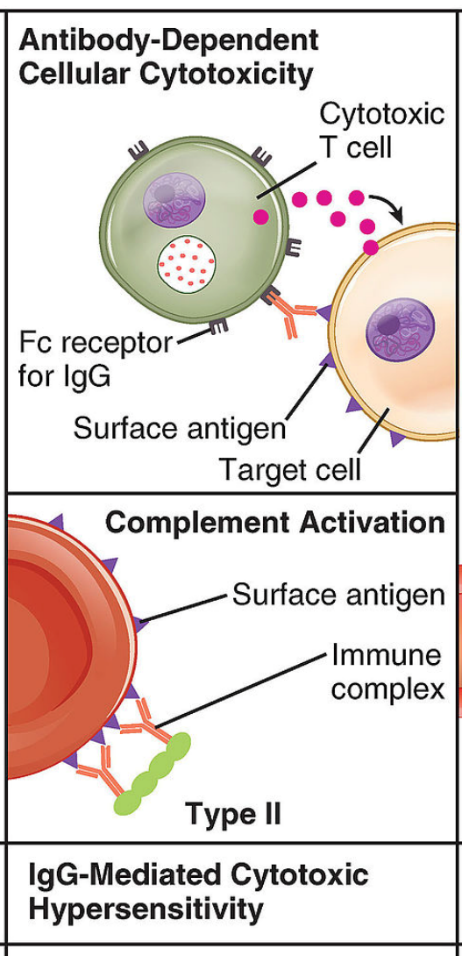 Antibody-Dependent
Cellular Cytotoxicity
Cytotoxic
T cell
Fc receptor
for IgG
Surface antigen
Target cell
Complement Activation
Surface antigen
Immune
complex
Type II
IgG-Mediated Cytotoxic
Hypersensitivity